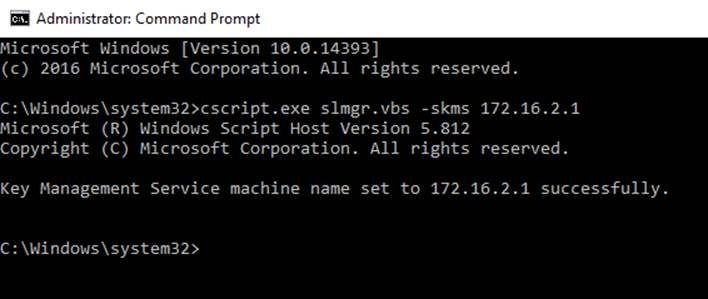 Administrator: Command Prompt
Microsoft Windows [Version 10.0.14393]
(c) 2016 Microsoft Corporation. All rights reserved.
C:\Windows\system32>cscript.exe slmgr.vbs -skms 172.16.2.1
Microsoft (R) Windows Script Host Version 5.812
Copyright (C) Microsoft Corporation. All rights reserved.
Key Management Service machine name set to 172.16.2.1 successfully.
C:\Windows\system32>